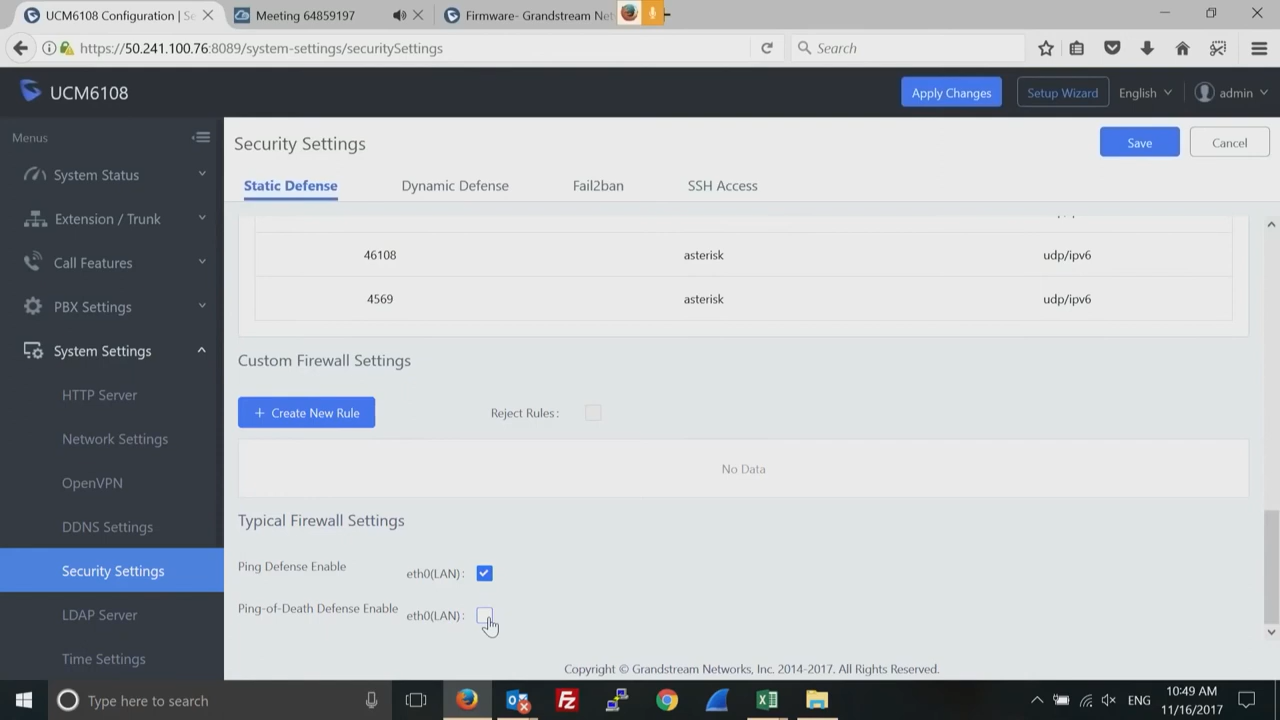 UCM6108 Configuration | S
Meeting 64859197
Firmware- Grandstream Net
https://50.241.100.76:8089/system-settings/securitySettings
Search
UCM6108
Apply Changes
Setup Wizard
English
admin
Menus
System Status
Extension / Trunk
Call Features
PBX Settings
System Settings
HTTP Server
Network Settings
OpenVPN
DDNS Settings
Security Settings
LDAP Server
Time Settings
Security Settings
Save
Cancel
Static Defense
Dynamic Defense
Fail2ban
SSH Access
46108 asterisk udp/ipv6
4569 asterisk udp/ipv6
Custom Firewall Settings
+ Create New Rule
Reject Rules:
No Data
Typical Firewall Settings
Ping Defense Enable
eth0(LAN):
Ping-of-Death Defense Enable
eth0(LAN):
Copyright © Grandstream Networks, Inc. 2014-2017. All Rights Reserved.
Type here to search
ENG
10:49 AM
11/16/2017